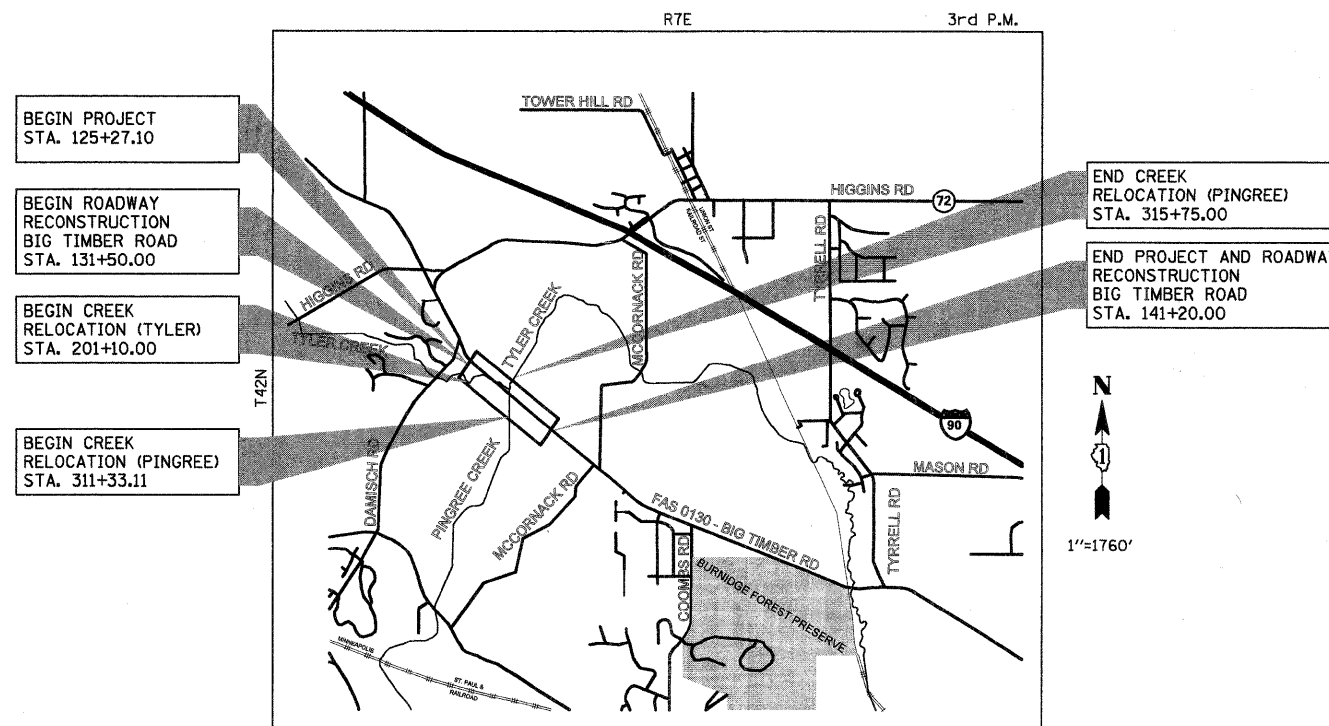 R7E
3rd P.M.
BEGIN PROJECT
STA. 125+27.10
BEGIN ROADWAY
RECONSTRUCTION
BIG TIMBER ROAD
STA. 131+50.00
BEGIN CREEK
RELOCATION (TYLER)
STA. 201+10.00
BEGIN CREEK
RELOCATION (PINGREE)
STA. 311+33.11
T42N
TOWER HILL RD
HIGGINS RD
72
UNION ST
RAILROAD ST
TYRRELL RD
MCCORNACK RD
HIGGINS RD
TYLER CREEK
TYLER CREEK
DAMISCH RD
PINGREE CREEK
MCCORNACK RD
FAS 0130 - BIG TIMBER RD
COOMBS RD
BURNIDGE FOREST PRESERVE
90
MASON RD
TYRRELL RD
MINNEAPOLIS
ST. PAUL &
RAILROAD
END CREEK
RELOCATION (PINGREE)
STA. 315+75.00
END PROJECT AND ROADWA
RECONSTRUCTION
BIG TIMBER ROAD
STA. 141+20.00
N
1
1"=1760'